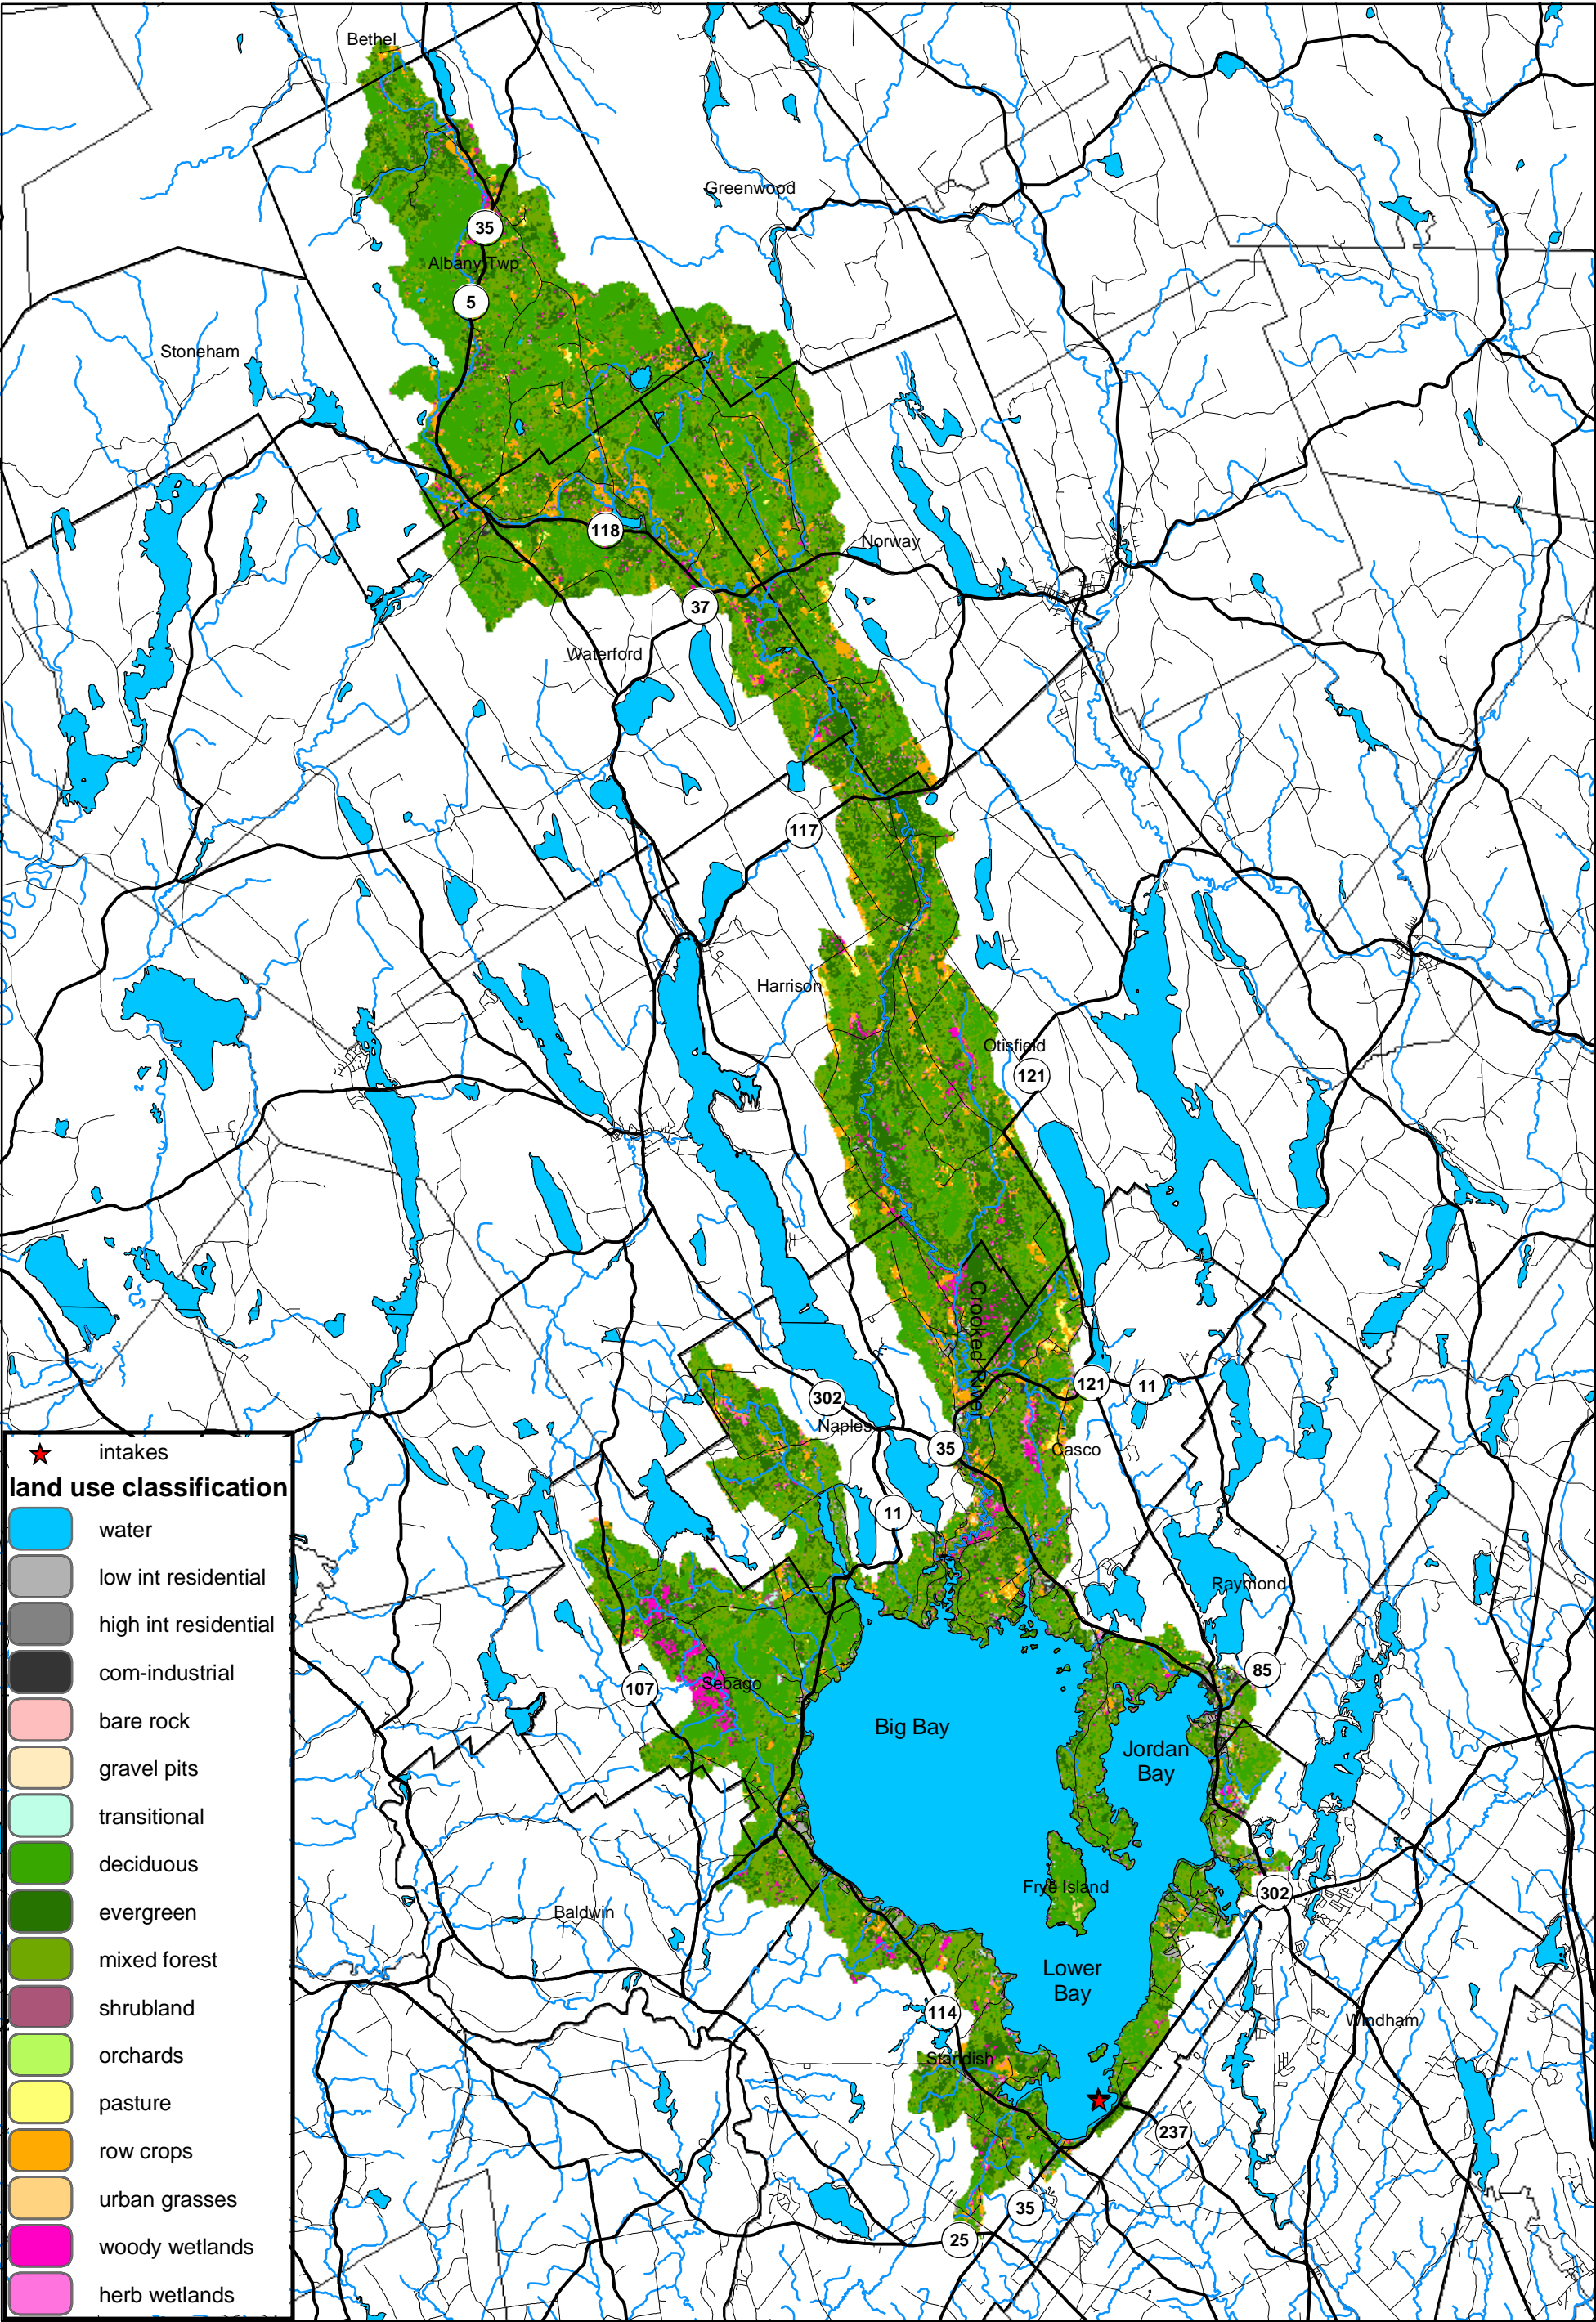 Bethel
Greenwood
35
Albany Twp
5
Stoneham
118
Norway
37
Waterford
117
Harrison
Otisfield
121
Crooked River
302
Naples
121
11
35
Casco
11
Raymond
85
107
Sebago
Big Bay
Jordan
Bay
Frye Island
302
Baldwin
Lower
Bay
114
Windham
Standish
237
35
25
intakes
land use classification
water
low int residential
high int residential
com-industrial
bare rock
gravel pits
transitional
deciduous
evergreen
mixed forest
shrubland
orchards
pasture
row crops
urban grasses
woody wetlands
herb wetlands